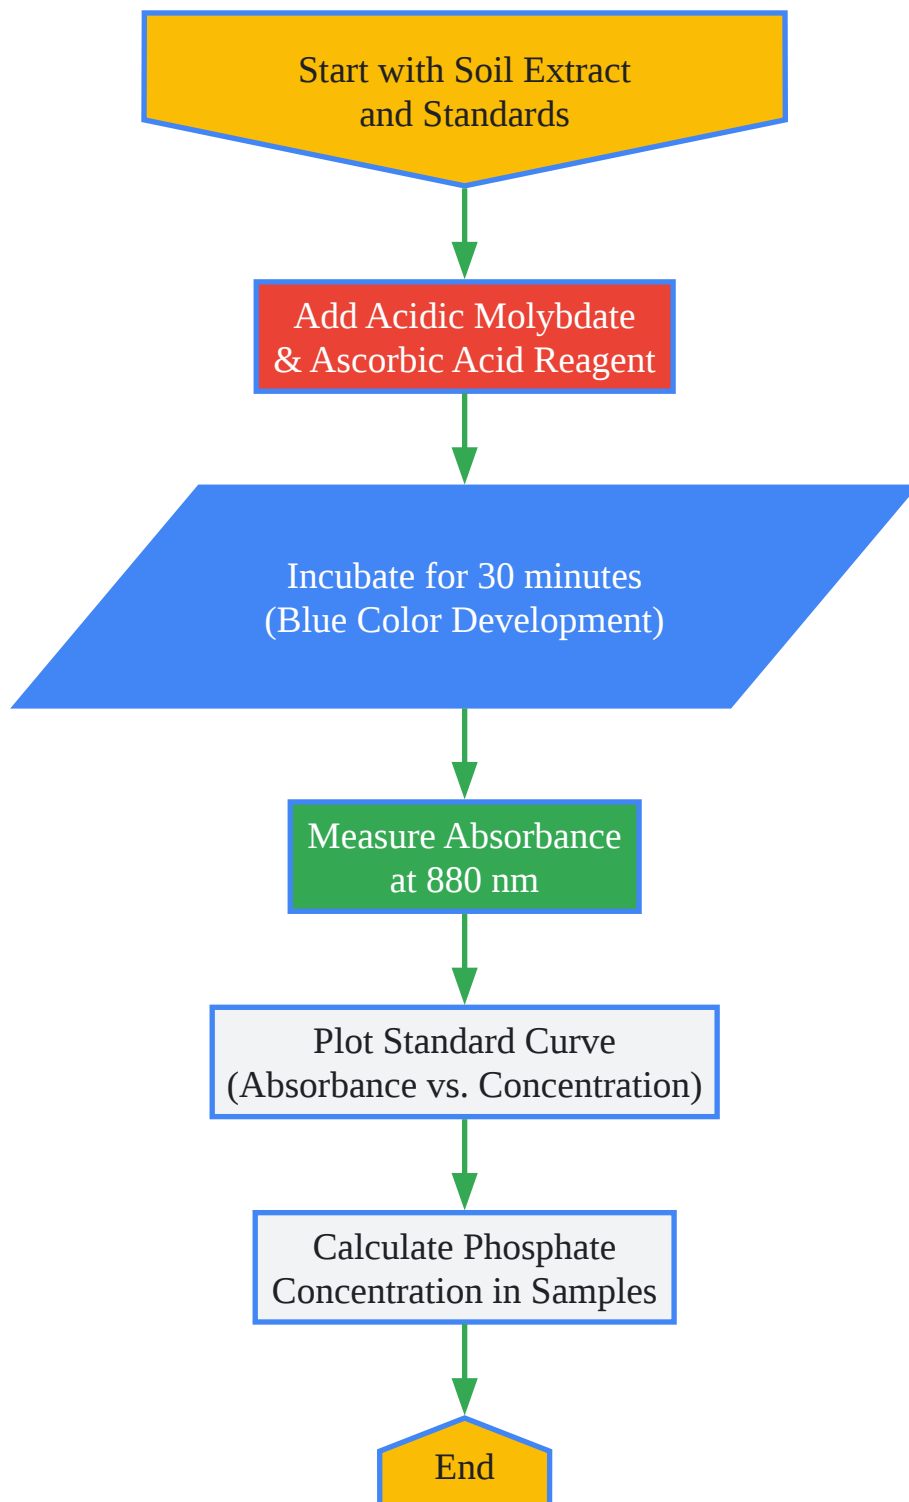 Start with Soil Extract
and Standards
Add Acidic Molybdate
& Ascorbic Acid Reagent
Incubate for 30 minutes
(Blue Color Development)
Measure Absorbance
at 880 nm
Plot Standard Curve
(Absorbance vs. Concentration)
Calculate Phosphate
Concentration in Samples
End